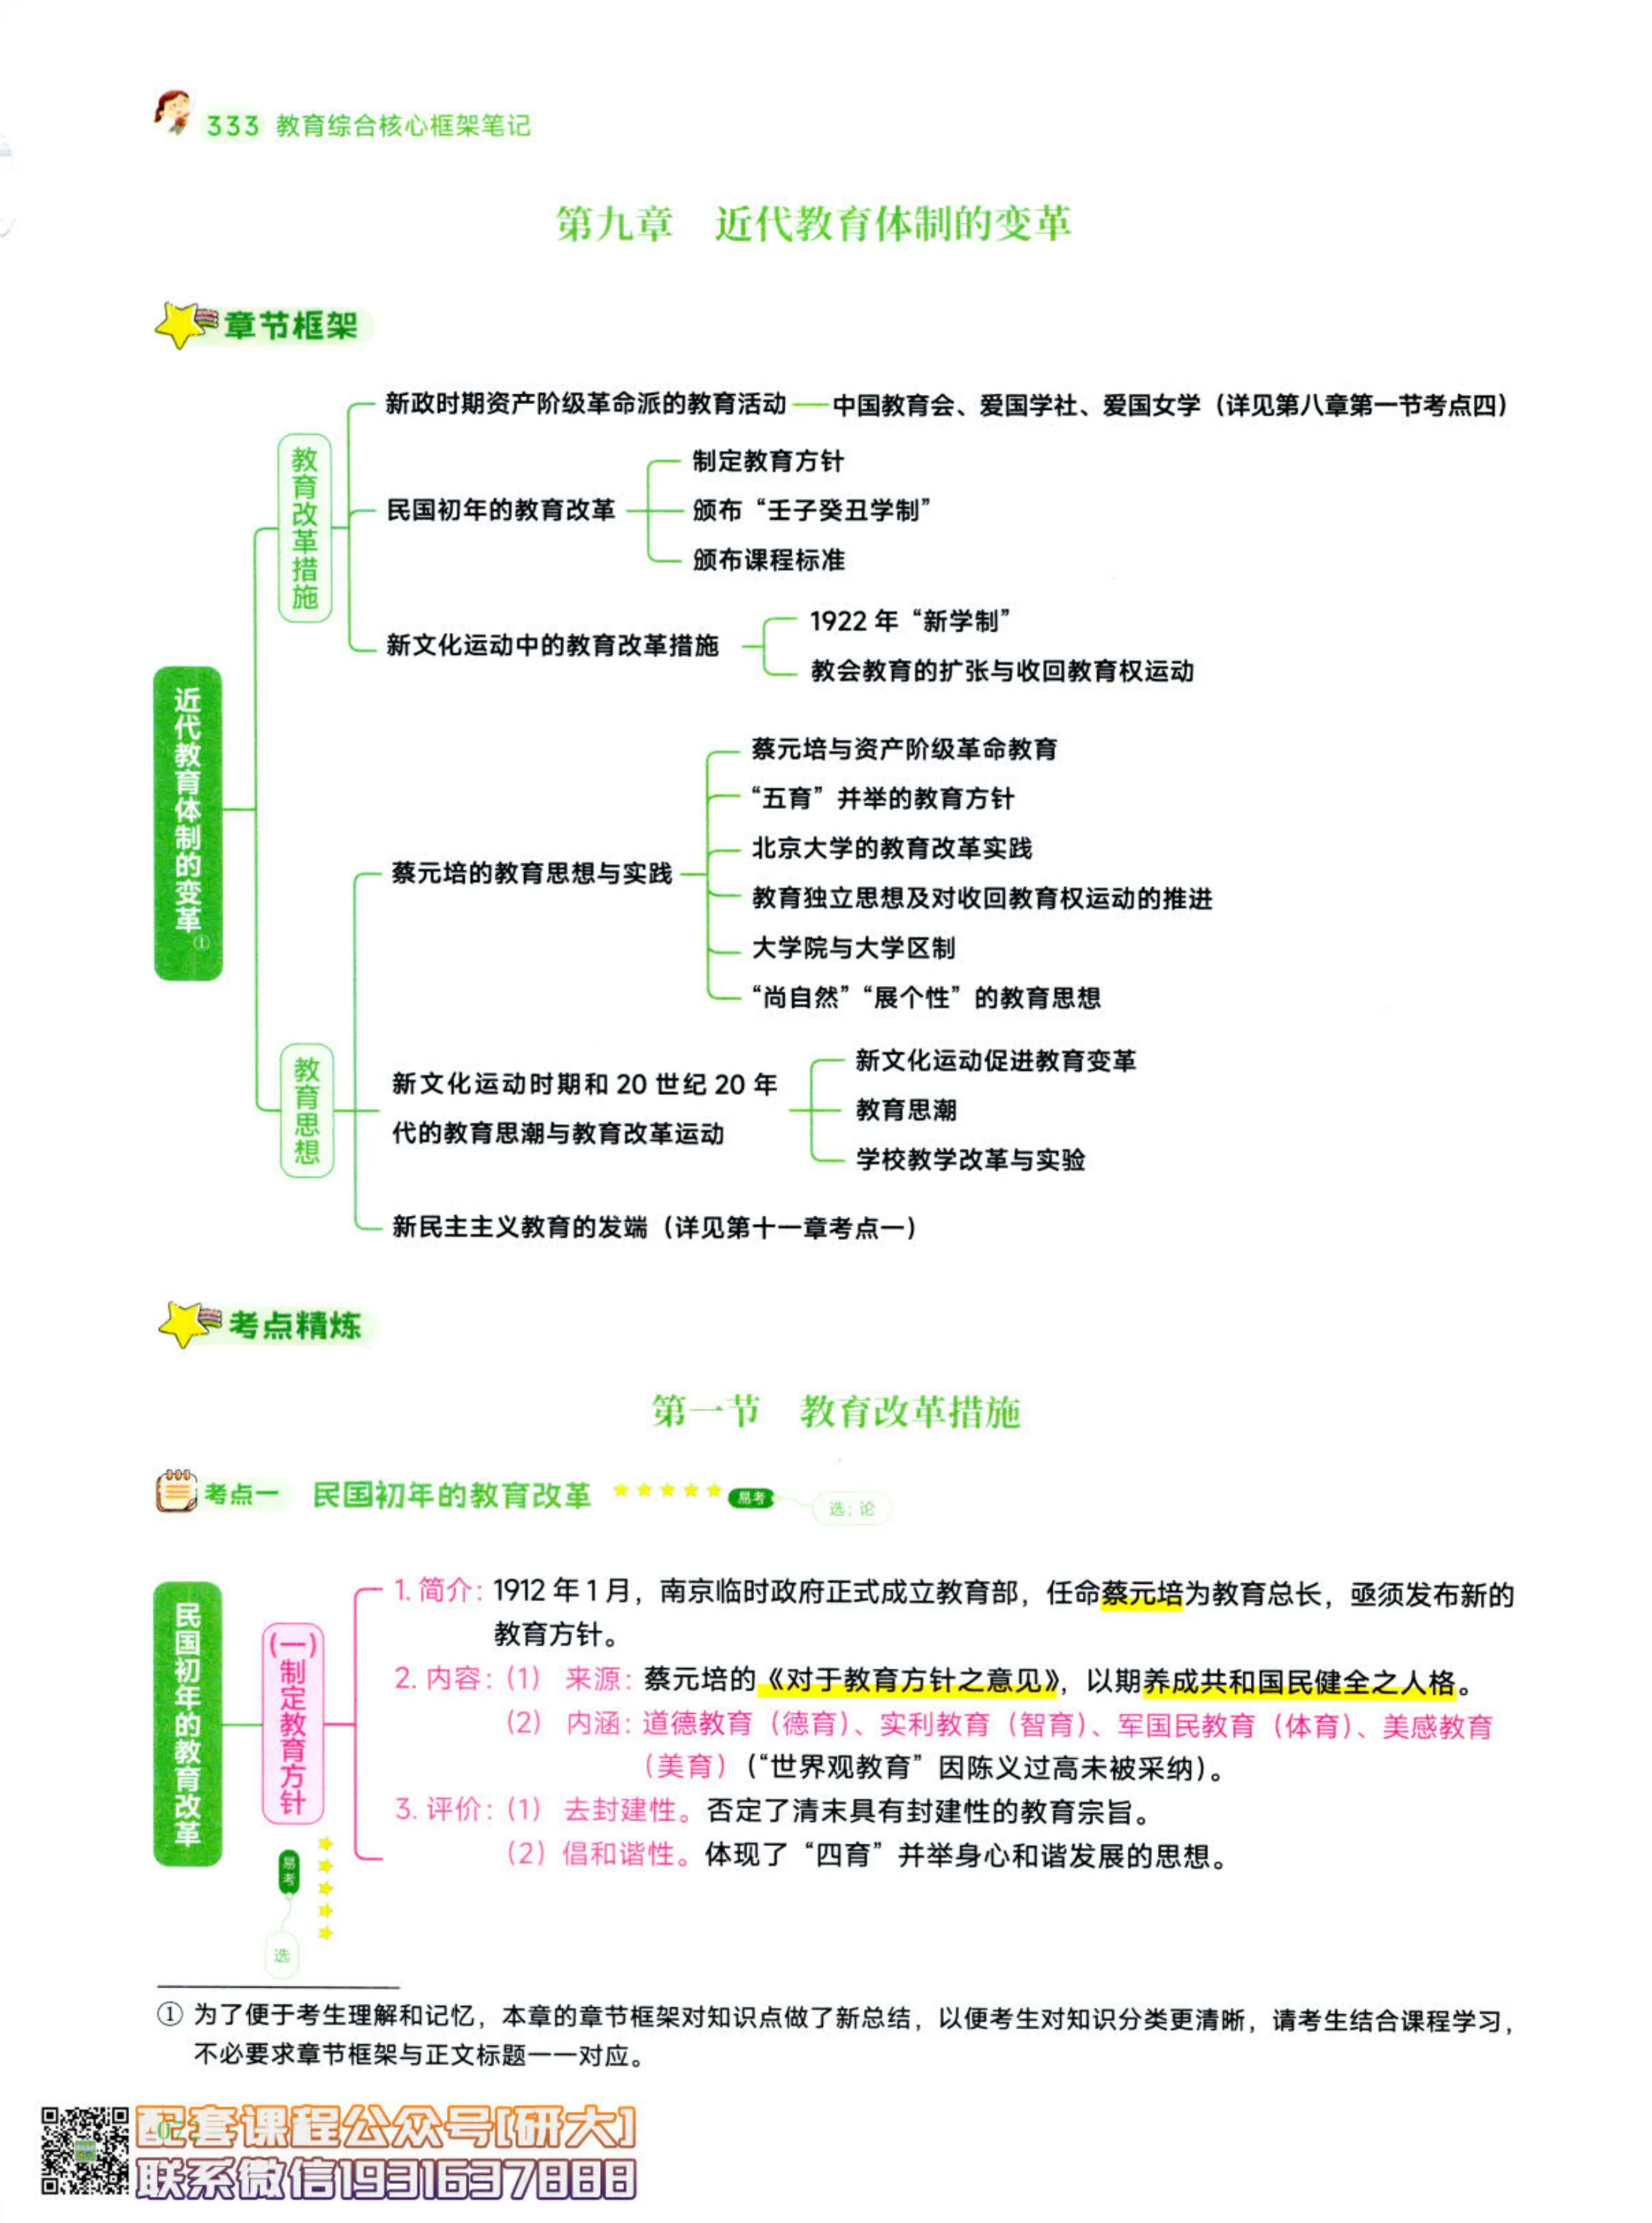 333 教育综合核心框架笔记
第九章 近代教育体制的变革
章节框架
近代教育体制的变革①
教育改革措施
新政时期资产阶级革命派的教育活动——中国教育会、爱国学社、爱国女学（详见第八章第一节考点四）
民国初年的教育改革
制定教育方针
颁布“壬子癸丑学制”
颁布课程标准
新文化运动中的教育改革措施
1922 年“新学制”
教会教育的扩张与收回教育权运动
教育思想
蔡元培的教育思想与实践
蔡元培与资产阶级革命教育
“五育”并举的教育方针
北京大学的教育改革实践
教育独立思想及对收回教育权运动的推进
大学院与大学区制
“尚自然”“展个性”的教育思想
新文化运动时期和 20 世纪 20 年
代的教育思潮与教育改革运动
新文化运动促进教育变革
教育思潮
学校教学改革与实验
新民主主义教育的发端（详见第十一章考点一）
考点精炼
第一节 教育改革措施
考点一 民国初年的教育改革 ★★★★★ 易考 选；论
民国初年的教育改革
(一)制定教育方针
易考
★★★★★
选
1. 简介：1912 年 1 月，南京临时政府正式成立教育部，任命蔡元培为教育总长，亟须发布新的
教育方针。
2. 内容：（1） 来源：蔡元培的《对于教育方针之意见》，以期养成共和国民健全之人格。
（2） 内涵：道德教育（德育）、实利教育（智育）、军国民教育（体育）、美感教育
（美育）（“世界观教育”因陈义过高未被采纳）。
3. 评价：（1） 去封建性。否定了清末具有封建性的教育宗旨。
（2）倡和谐性。体现了“四育”并举身心和谐发展的思想。
① 为了便于考生理解和记忆，本章的章节框架对知识点做了新总结，以便考生对知识分类更清晰，请考生结合课程学习，
不必要求章节框架与正文标题一一对应。
配套课程公众号[研大]
联系微信1931637888